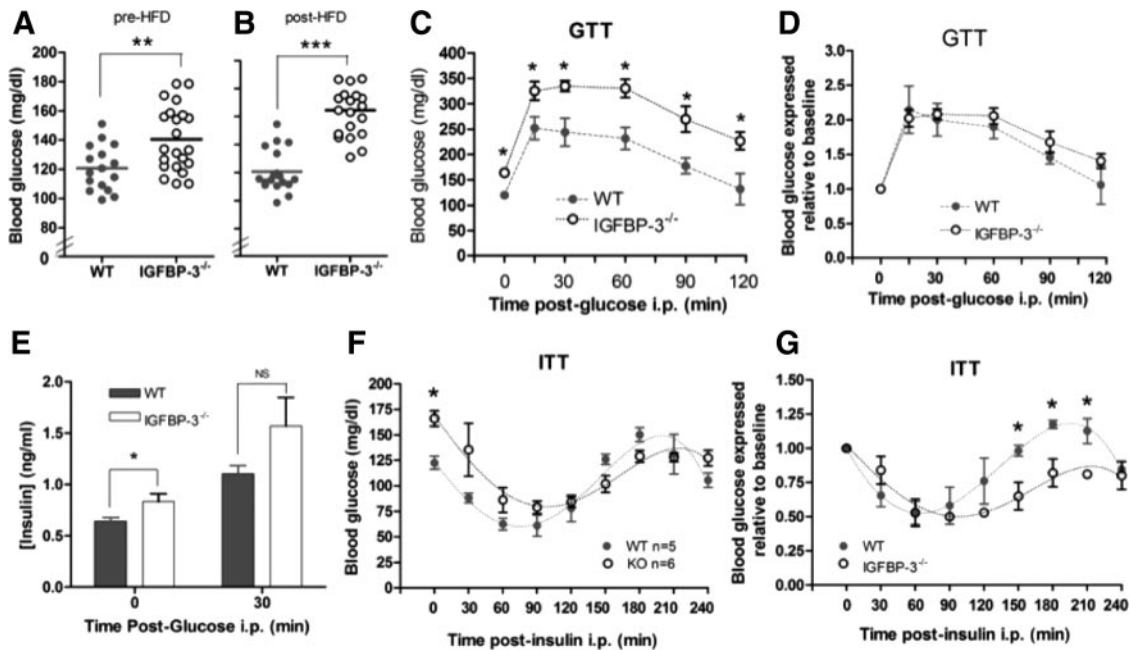 A
pre-HFD
**
Blood glucose (mg/dl)
200
180
160
140
120
100
80
0
WT
IGFBP-3-/-
B
post-HFD
***
WT
IGFBP-3-/-
C
GTT
Blood glucose (mg/dl)
400
350
300
250
200
150
100
50
0
* * * * * *
WT
IGFBP-3-/-
0 30 60 90 120
Time post-glucose i.p. (min)
D
GTT
Blood glucose expressed
relative to baseline
3.0
2.5
2.0
1.5
1.0
0.5
0.0
WT
IGFBP-3-/-
0 30 60 90 120
Time post-glucose i.p. (min)
E
[Insulin] (ng/ml)
2.0
1.5
1.0
0.5
0.0
WT
IGFBP-3-/-
*
NS
0 30
Time Post-Glucose i.p. (min)
F
ITT
Blood glucose (mg/dl)
200
175
150
125
100
75
50
25
0
*
WT n=5
KO n=6
0 30 60 90 120 150 180 210 240
Time post-insulin i.p. (min)
G
ITT
Blood glucose expressed
relative to baseline
1.50
1.25
1.00
0.75
0.50
0.25
0.00
* * *
WT
IGFBP-3-/-
0 30 60 90 120 150 180 210 240
Time post-insulin i.p. (min)